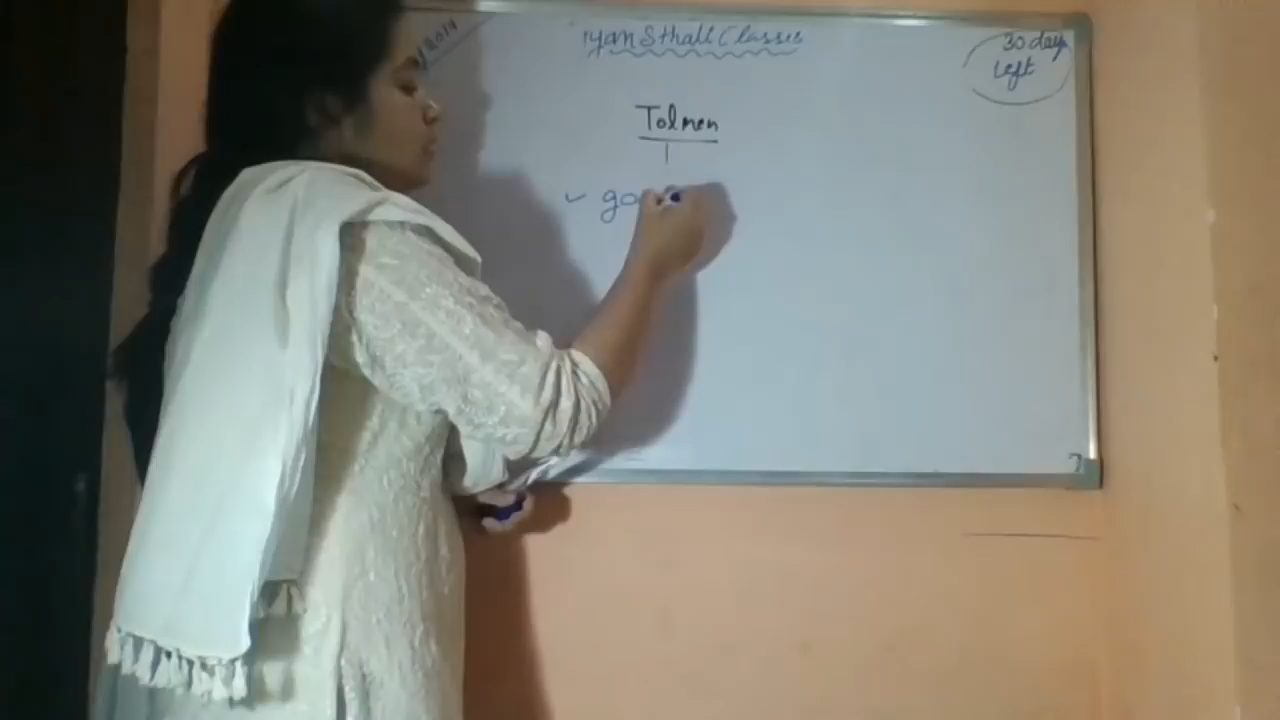 Gyan Sthali Classes
30 day
left
Tolmen
go